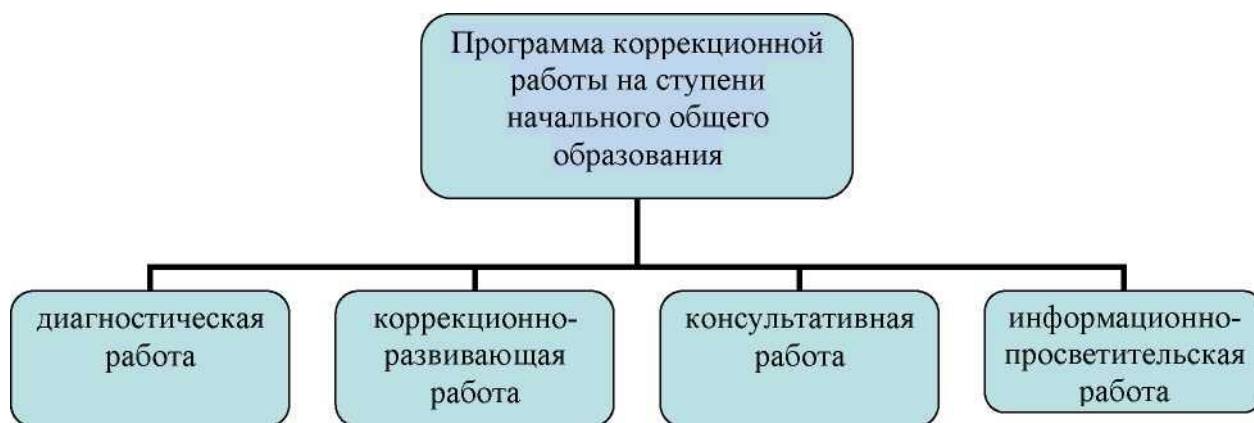 Программа коррекционной
работы на ступени
начального общего
образования
диагностическая
работа
коррекционно-
развивающая
работа
консультативная
работа
информационно-
просветительская
работа